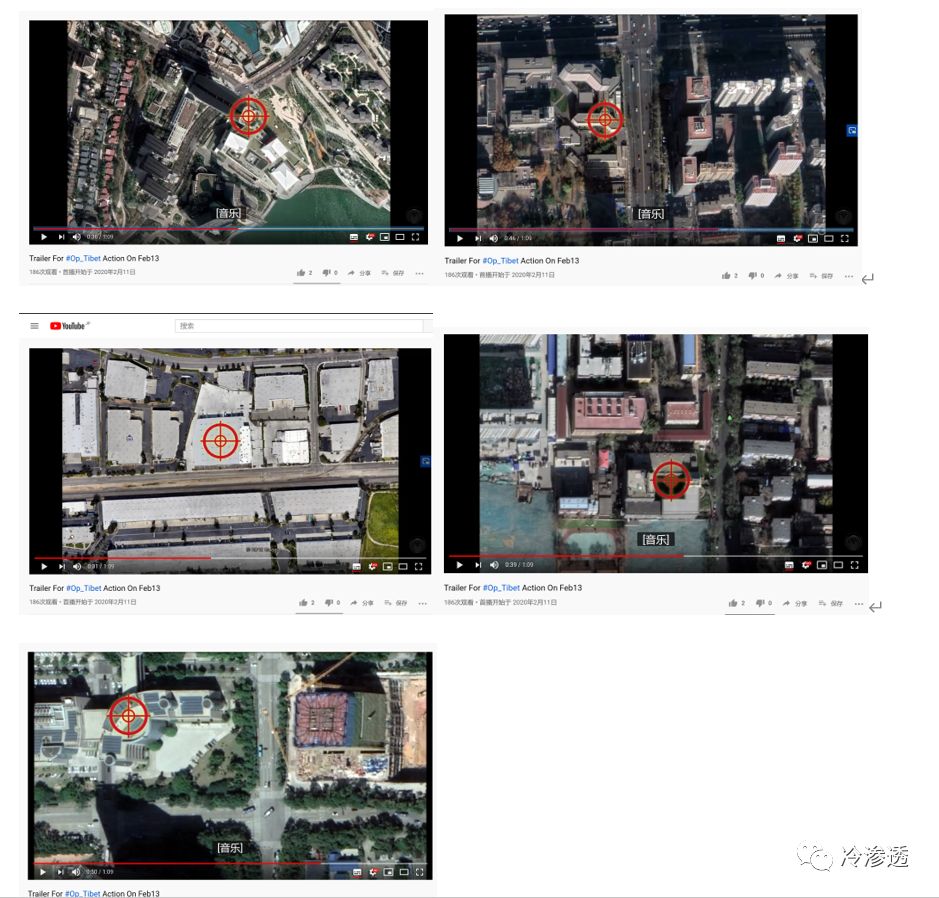 [音乐]
0:38 / 1:09
Trailer For #Op_Tibet Action On Feb13
186次观看 • 首播开始于 2020年2月11日
2
0
分享
保存
[音乐]
0:46 / 1:09
Trailer For #Op_Tibet Action On Feb13
186次观看 • 首播开始于 2020年2月11日
2
0
分享
保存
YouTube
搜索
0:31 / 1:09
Trailer For #Op_Tibet Action On Feb13
186次观看 • 首播开始于 2020年2月11日
2
0
分享
保存
[音乐]
0:39 / 1:09
Trailer For #Op_Tibet Action On Feb13
186次观看 • 首播开始于 2020年2月11日
2
0
分享
保存
[音乐]
0:50 / 1:09
Trailer For #Op_Tibet Action On Feb13
冷渗透